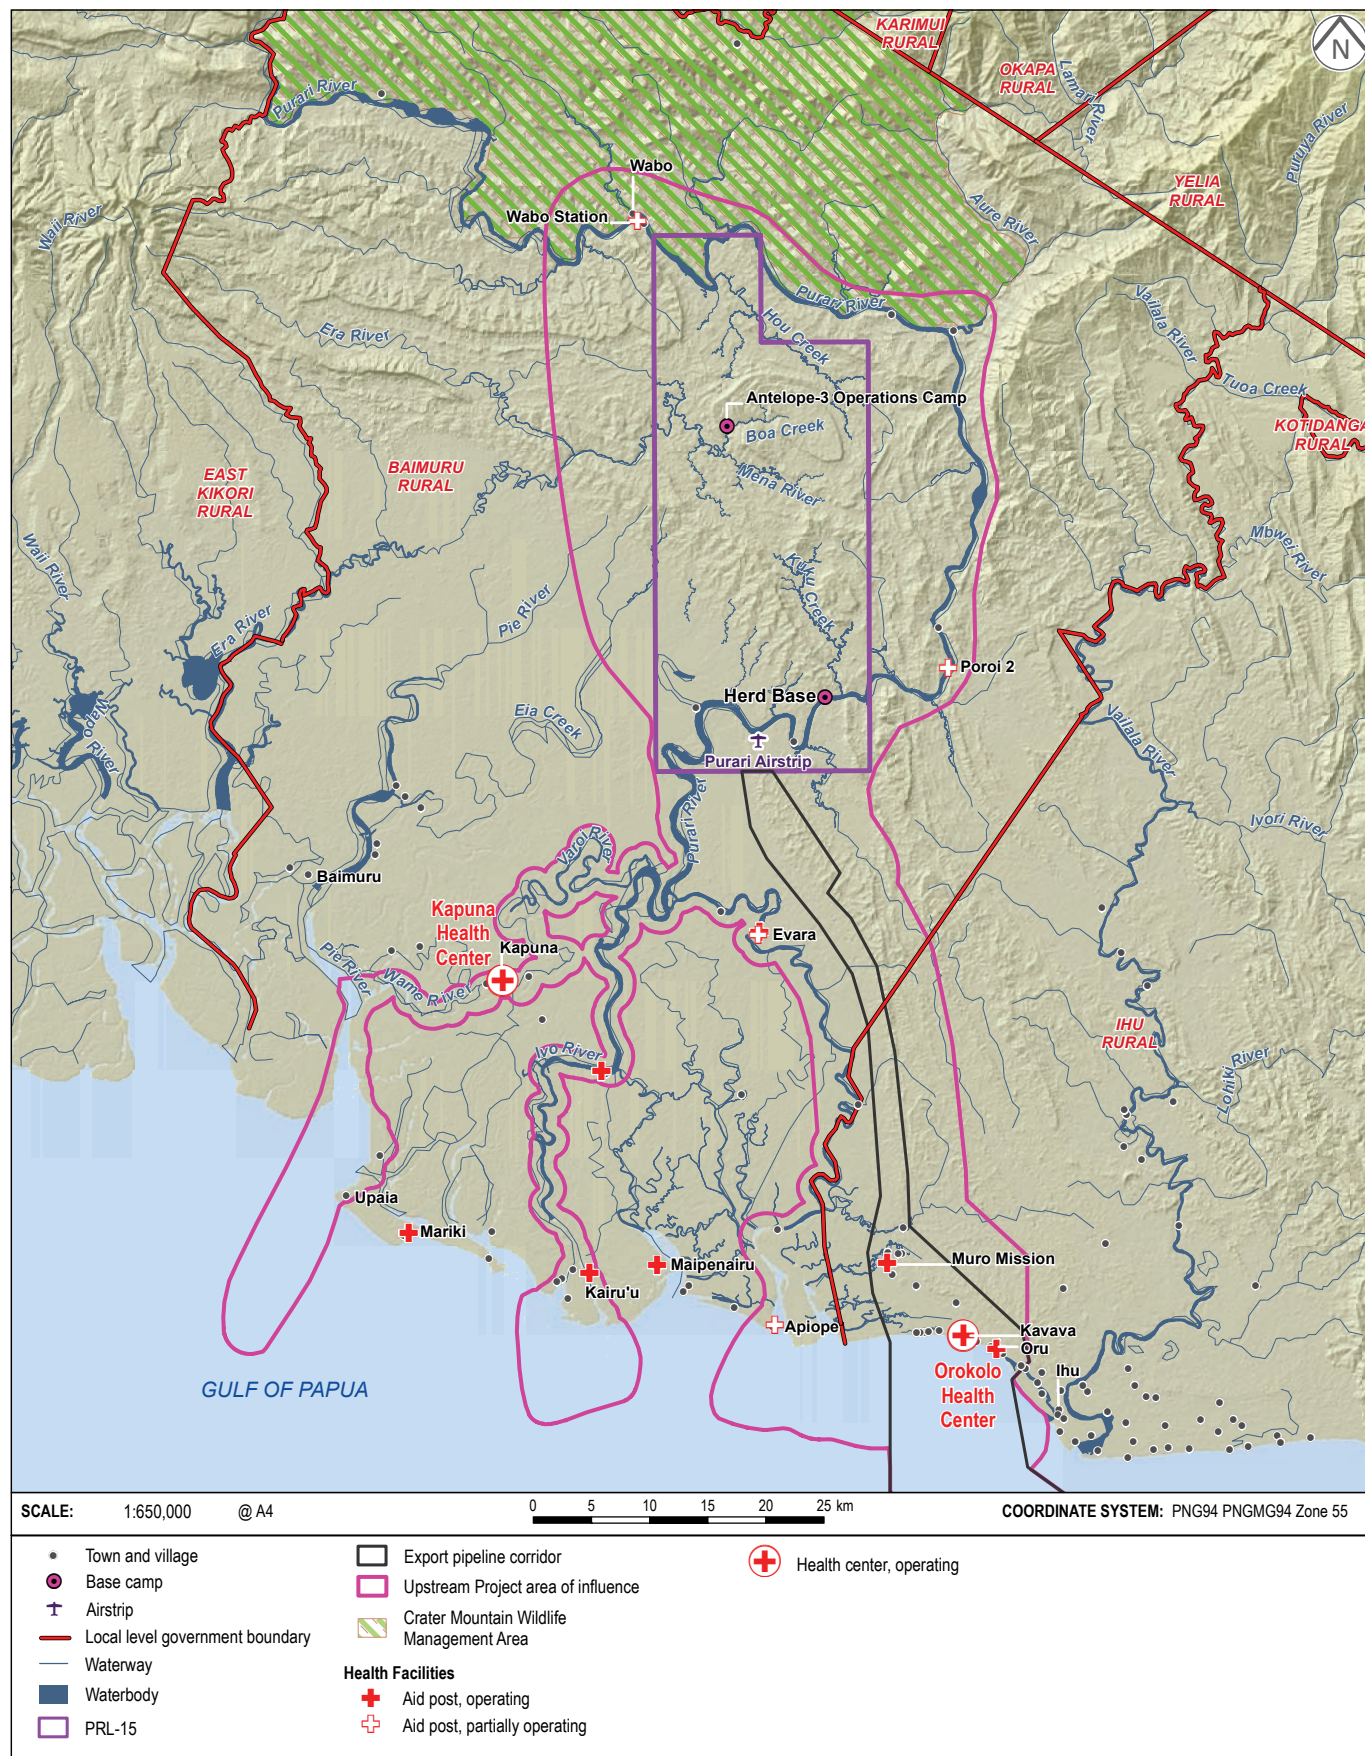 KARIMUI
RURAL
N
OKAPA
RURAL
Lamari River
Purari River
Puruya River
Wabo
YELIA
RURAL
Waii River
Wabo Station
Aure River
Purari River
Vailala River
Hou Creek
Era River
Tuoa Creek
Antelope-3 Operations Camp
KOTIDANGA
RURAL
Boa Creek
BAIMURU
RURAL
EAST
KIKORI
RURAL
Mena River
Waii River
Mbwei River
Kuku Creek
Pie River
Era River
Poroi 2
Herd Base
Wapo River
Eia Creek
Vailala River
Purari Airstrip
Purari River
Ivori River
Varoi River
Baimuru
Kapuna
Health
Center
Kapuna
Evara
Pie River
Wame River
IHU
RURAL
Ivo River
Lohiki River
Upaia
Mariki
Muro Mission
Maipenairu
Kairu'u
Apiope
Kavava
Oru
Orokolo
Health
Center
Ihu
GULF OF PAPUA
SCALE: 1:650,000 @ A4
0 5 10 15 20 25 km
COORDINATE SYSTEM: PNG94 PNGMG94 Zone 55
Town and village
Base camp
Airstrip
Local level government boundary
Waterway
Waterbody
PRL-15
Export pipeline corridor
Upstream Project area of influence
Crater Mountain Wildlife
Management Area
Health Facilities
Aid post, operating
Aid post, partially operating
Health center, operating